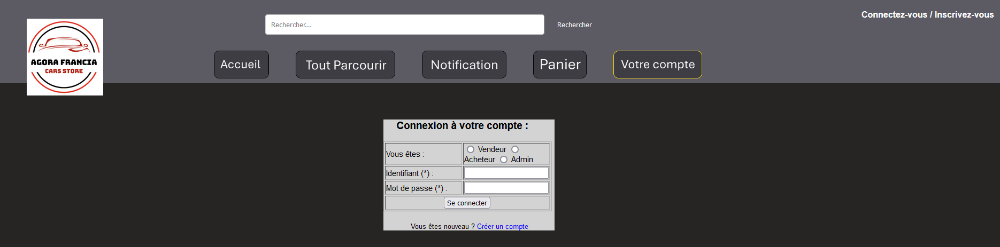 Connectez-vous / Inscrivez-vous
Rechercher...
Rechercher
AGORA FRANCIA
CARS STORE
Accueil
Tout Parcourir
Notification
Panier
Votre compte
Connexion à votre compte :
Vous êtes :
Vendeur
Acheteur
Admin
Identifiant (*) :
Mot de passe (*) :
Se connecter
Vous êtes nouveau ? Créer un compte